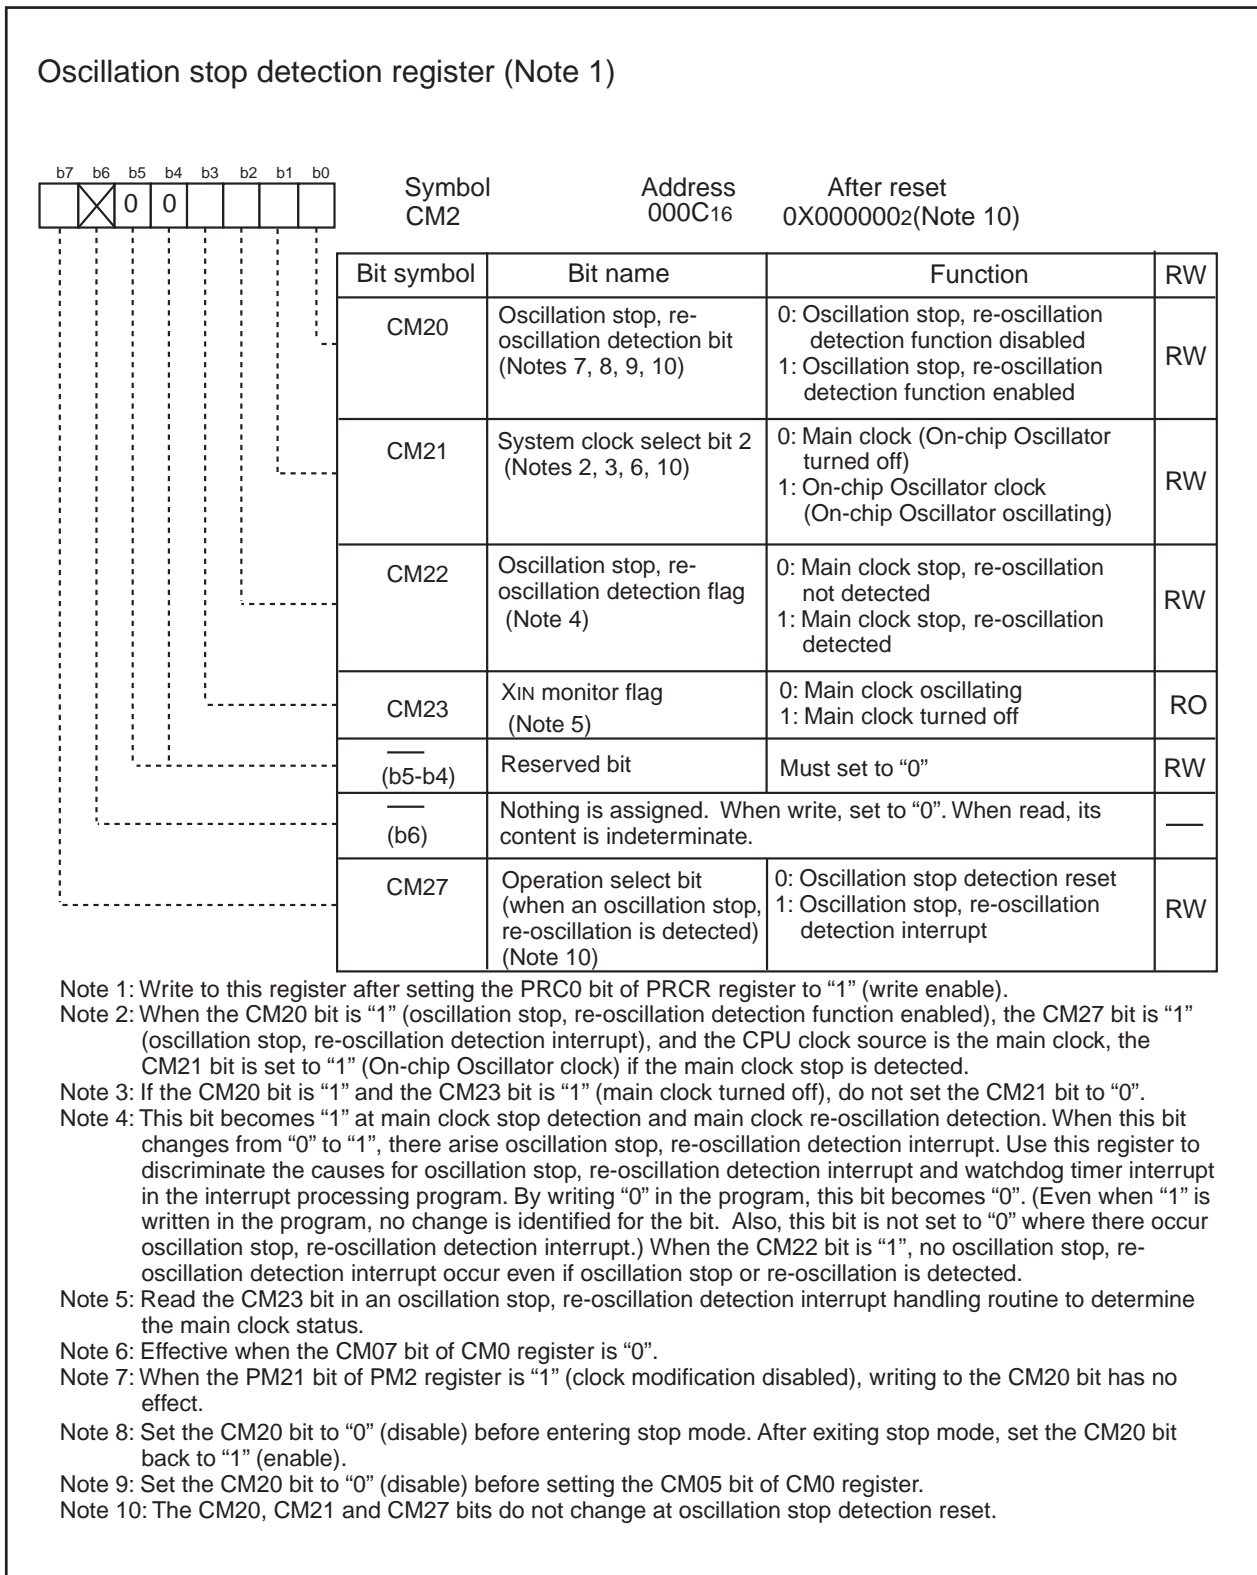 Oscillation stop detection register (Note 1)
b7 b6 b5 b4 b3 b2 b1 b0
0 0
Symbol Address After reset
CM2 000C16 0X0000002(Note 10)
Bit symbol Bit name Function RW
CM20 Oscillation stop, re- 0: Oscillation stop, re-oscillation
oscillation detection bit detection function disabled
(Notes 7, 8, 9, 10) 1: Oscillation stop, re-oscillation RW
detection function enabled
CM21 System clock select bit 2 0: Main clock (On-chip Oscillator
(Notes 2, 3, 6, 10) turned off)
1: On-chip Oscillator clock RW
(On-chip Oscillator oscillating)
CM22 Oscillation stop, re- 0: Main clock stop, re-oscillation
oscillation detection flag not detected
(Note 4) 1: Main clock stop, re-oscillation RW
detected
CM23 XIN monitor flag 0: Main clock oscillating RO
(Note 5) 1: Main clock turned off
(b5-b4) Reserved bit Must set to “0” RW
(b6) Nothing is assigned. When write, set to “0”. When read, its
content is indeterminate.
CM27 Operation select bit 0: Oscillation stop detection reset
(when an oscillation stop, 1: Oscillation stop, re-oscillation RW
re-oscillation is detected) detection interrupt
(Note 10)
Note 1: Write to this register after setting the PRC0 bit of PRCR register to “1” (write enable).
Note 2: When the CM20 bit is “1” (oscillation stop, re-oscillation detection function enabled), the CM27 bit is “1”
(oscillation stop, re-oscillation detection interrupt), and the CPU clock source is the main clock, the
CM21 bit is set to “1” (On-chip Oscillator clock) if the main clock stop is detected.
Note 3: If the CM20 bit is “1” and the CM23 bit is “1” (main clock turned off), do not set the CM21 bit to “0”.
Note 4: This bit becomes “1” at main clock stop detection and main clock re-oscillation detection. When this bit
changes from “0” to “1”, there arise oscillation stop, re-oscillation detection interrupt. Use this register to
discriminate the causes for oscillation stop, re-oscillation detection interrupt and watchdog timer interrupt
in the interrupt processing program. By writing “0” in the program, this bit becomes “0”. (Even when “1” is
written in the program, no change is identified for the bit. Also, this bit is not set to “0” where there occur
oscillation stop, re-oscillation detection interrupt.) When the CM22 bit is “1”, no oscillation stop, re-
oscillation detection interrupt occur even if oscillation stop or re-oscillation is detected.
Note 5: Read the CM23 bit in an oscillation stop, re-oscillation detection interrupt handling routine to determine
the main clock status.
Note 6: Effective when the CM07 bit of CM0 register is “0”.
Note 7: When the PM21 bit of PM2 register is “1” (clock modification disabled), writing to the CM20 bit has no
effect.
Note 8: Set the CM20 bit to “0” (disable) before entering stop mode. After exiting stop mode, set the CM20 bit
back to “1” (enable).
Note 9: Set the CM20 bit to “0” (disable) before setting the CM05 bit of CM0 register.
Note 10: The CM20, CM21 and CM27 bits do not change at oscillation stop detection reset.